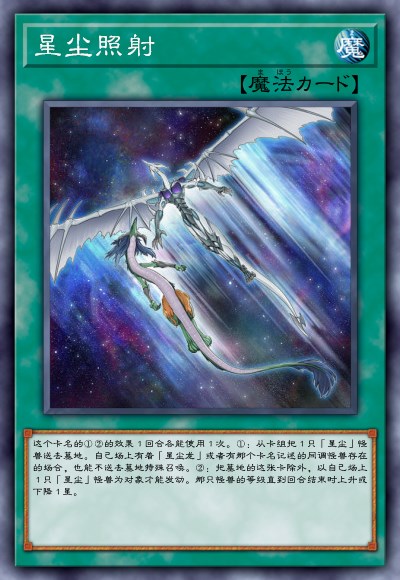 星尘照射
魔
【魔法カード】
ま ほう
这个卡名的①②的效果1回合各能使用1次。①：从卡组把1只「星尘」怪
兽送去墓地。自己场上有着「星尘龙」或者有那个卡名记述的同调怪兽存在
的场合，也能不送去墓地特殊召唤。②：把墓地的这张卡除外，以自己场上
1只「星尘」怪兽为对象才能发动。那只怪兽的等级直到回合结束时上升或
下降1星。